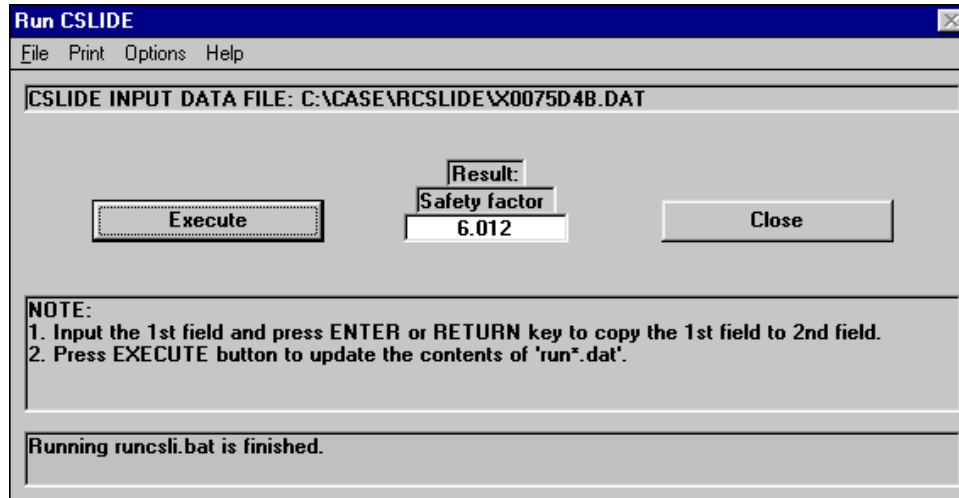 Run CSLIDE
File Print Options Help
CSLIDE INPUT DATA FILE: C:\CASE\RCSLIDE\X0075D4B.DAT
Result:
Safety factor
Execute 6.012 Close
NOTE:
1. Input the 1st field and press ENTER or RETURN key to copy the 1st field to 2nd field.
2. Press EXECUTE button to update the contents of 'run*.dat'.
Running runcsli.bat is finished.